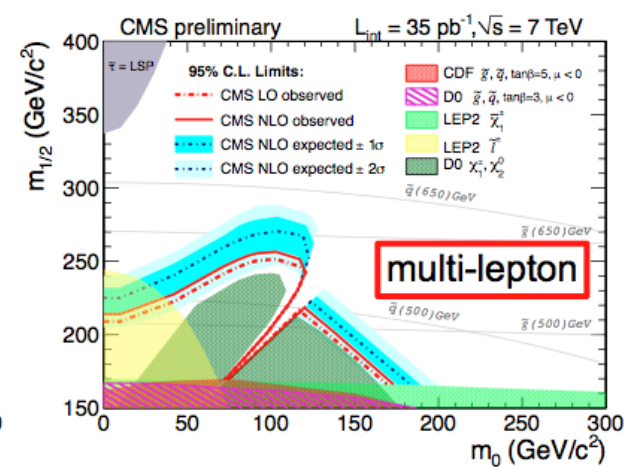 CMS preliminary
L_int = 35 pb⁻¹, √s = 7 TeV
m_1/2 (GeV/c²)
400
350
300
250
200
150
τ̃ = LSP
95% C.L. Limits:
CMS LO observed
CMS NLO observed
CMS NLO expected ± 1σ
CMS NLO expected ± 2σ
CDF g̃, q̃, tanβ=5, μ < 0
D0 g̃, q̃, tanβ=3, μ < 0
LEP2 χ̃₁±
LEP2 l̃±
D0 χ₁±, χ₂⁰
q̃(650)GeV
g̃(650)GeV
multi-lepton
q̃(500)GeV
g̃(500)GeV
0
0 50 100 150 200 250 300
m₀ (GeV/c²)